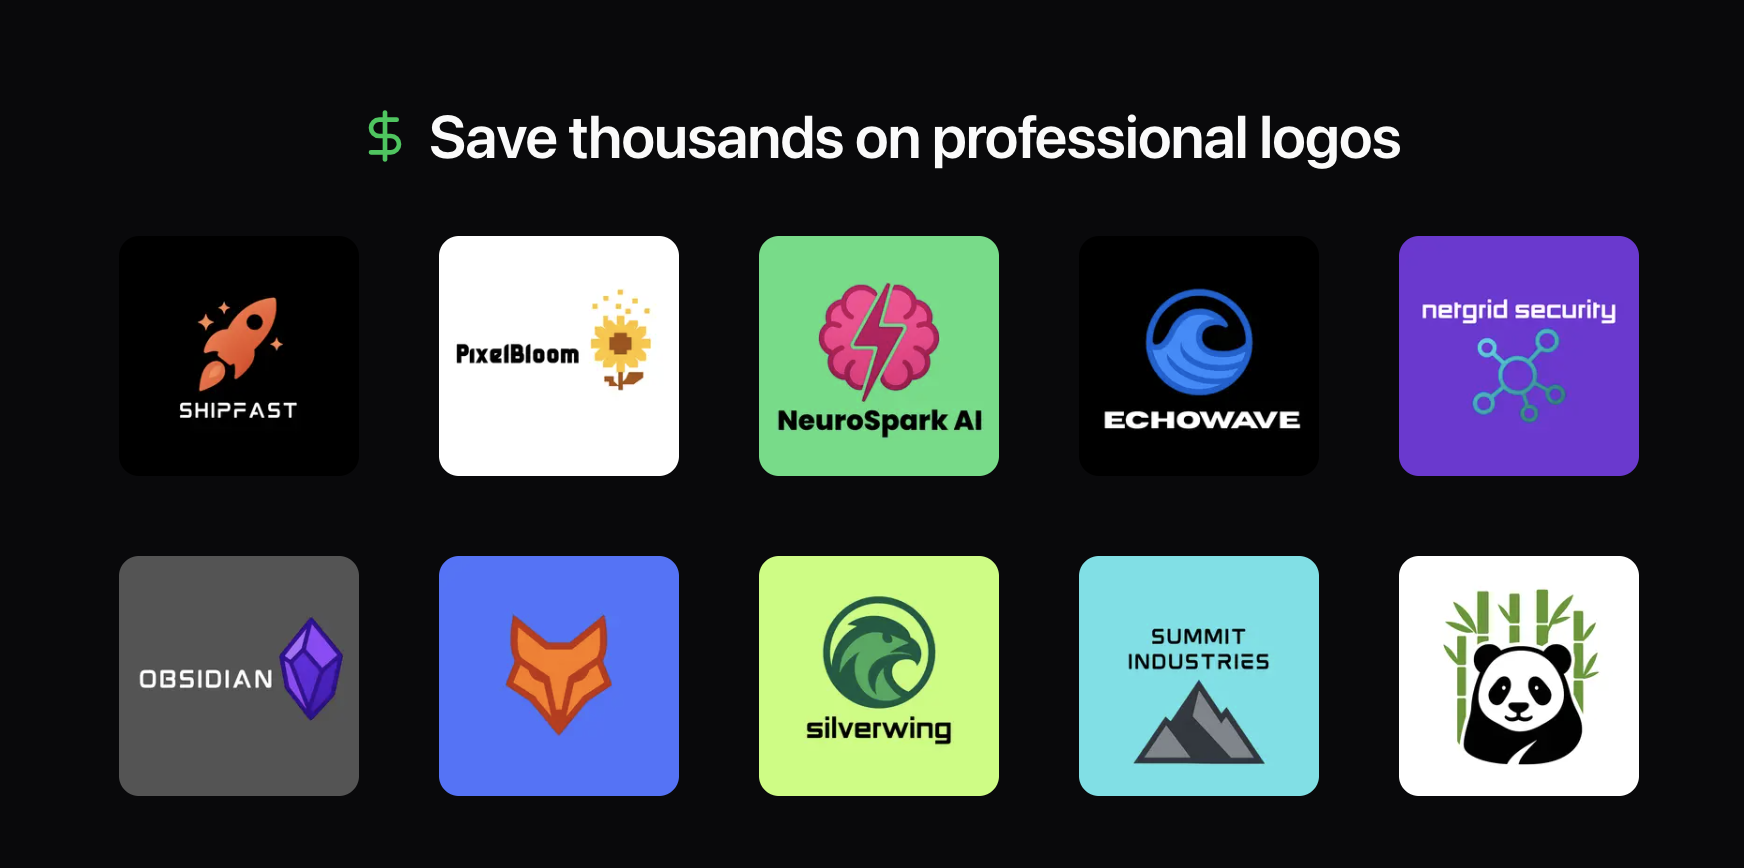 $ Save thousands on professional logos
SHIPFAST
PixelBloom
NeuroSpark AI
ECHOWAVE
netgrid security
OBSIDIAN
silverwing
SUMMIT
INDUSTRIES